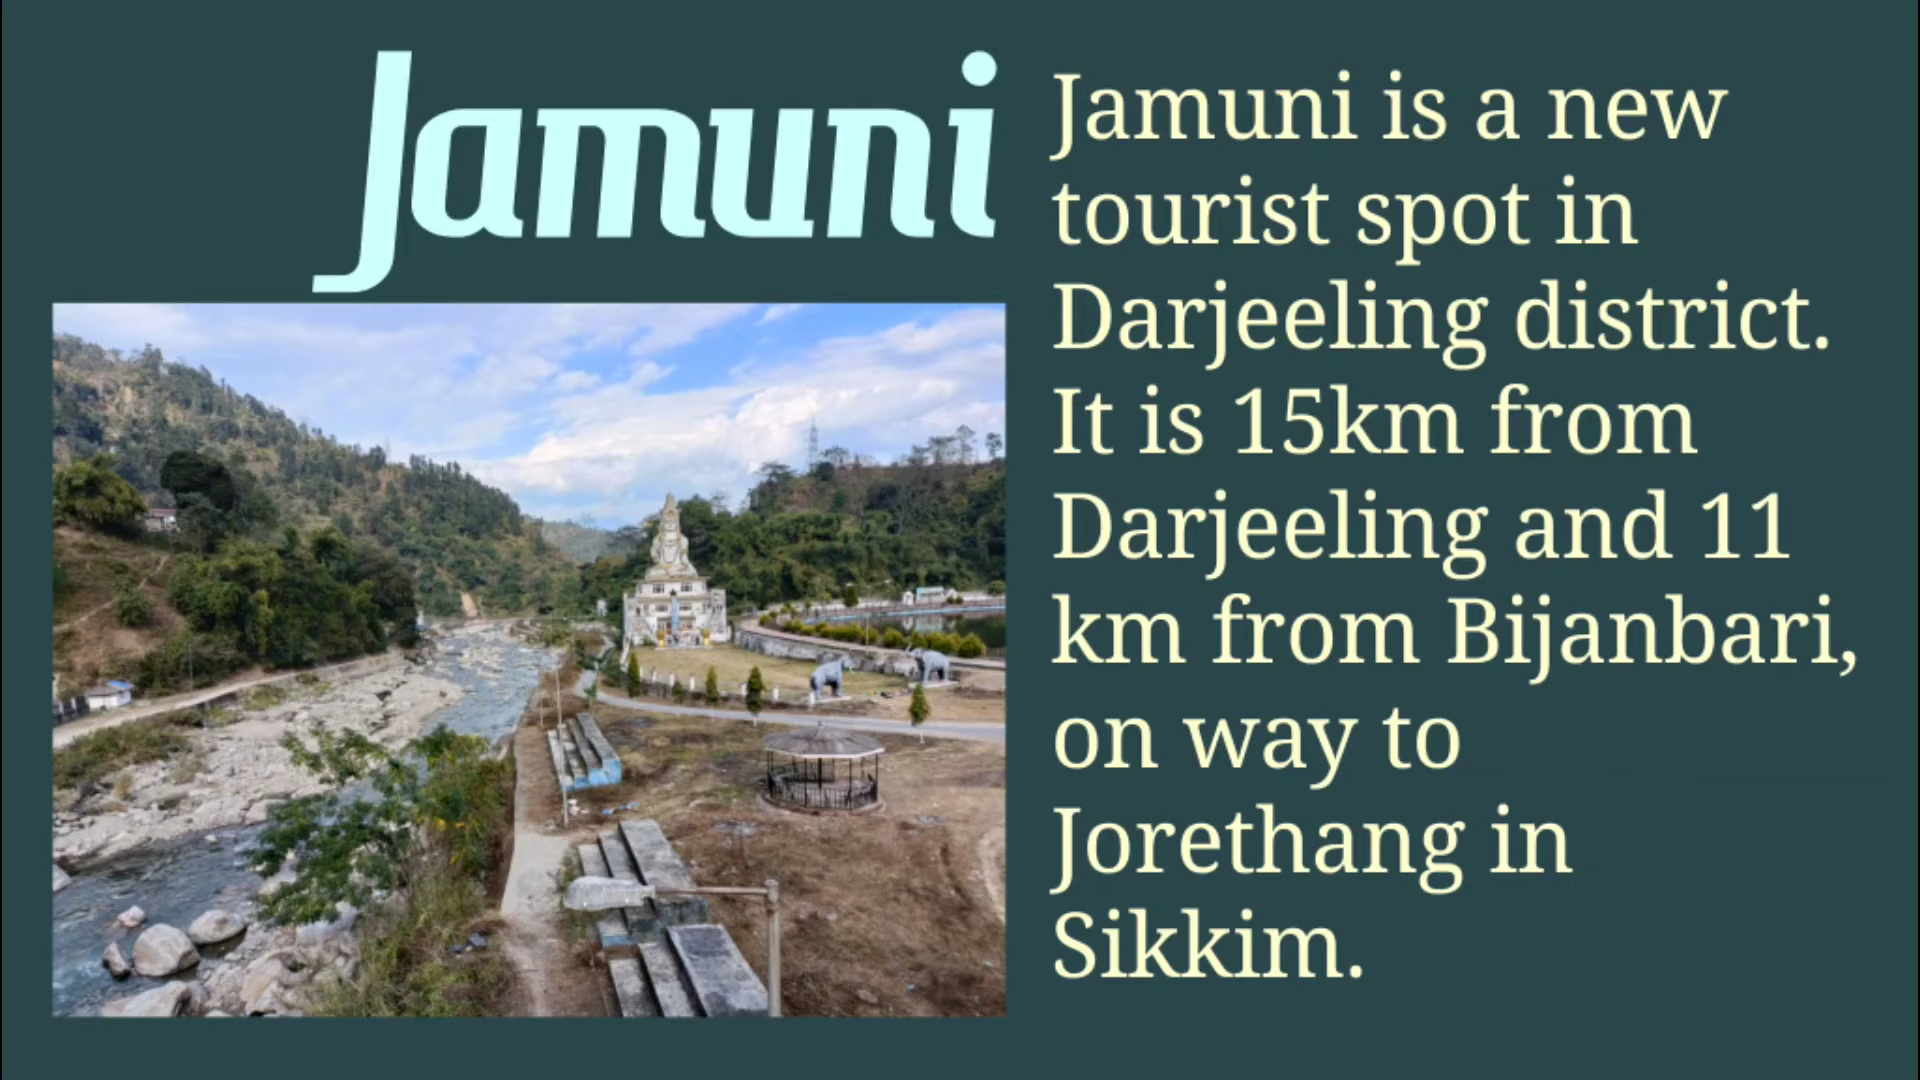 Jamuni
Jamuni is a new
tourist spot in
Darjeeling district.
It is 15km from
Darjeeling and 11
km from Bijanbari,
on way to
Jorethang in
Sikkim.